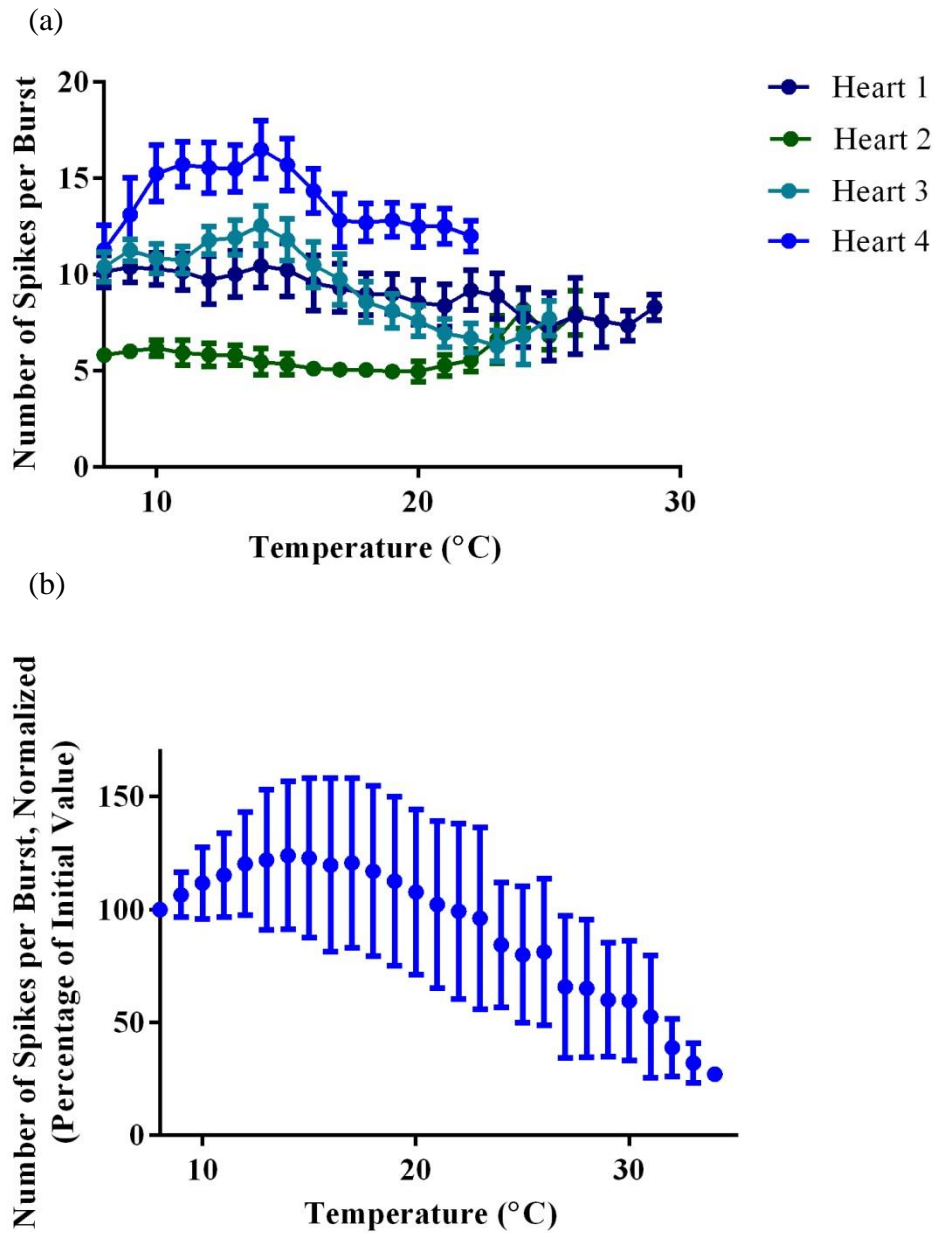 (a)
Number of Spikes per Burst
20
15
10
5
0
10
20
30
Temperature (°C)
Heart 1
Heart 2
Heart 3
Heart 4
(b)
Number of Spikes per Burst, Normalized
(Percentage of Initial Value)
150
100
50
0
10
20
30
Temperature (°C)